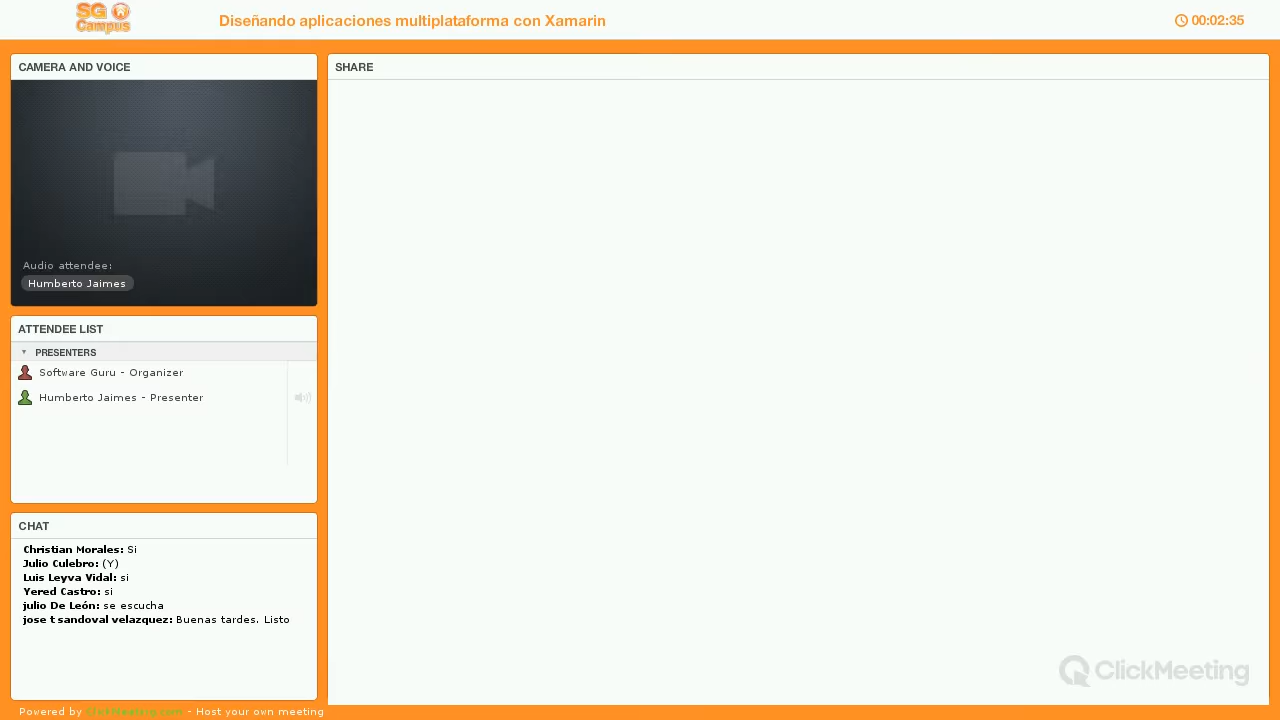 SG Campus
Diseñando aplicaciones multiplataforma con Xamarin
00:02:35
CAMERA AND VOICE
Audio attendee:
Humberto Jaimes
ATTENDEE LIST
PRESENTERS
Software Guru - Organizer
Humberto Jaimes - Presenter
CHAT
Christian Morales: Si
Julio Culebro: (Y)
Luis Leyva Vidal: si
Yered Castro: si
julio De León: se escucha
jose t sandoval velazquez: Buenas tardes. Listo
SHARE
ClickMeeting
Powered by ClickMeeting.com - Host your own meeting